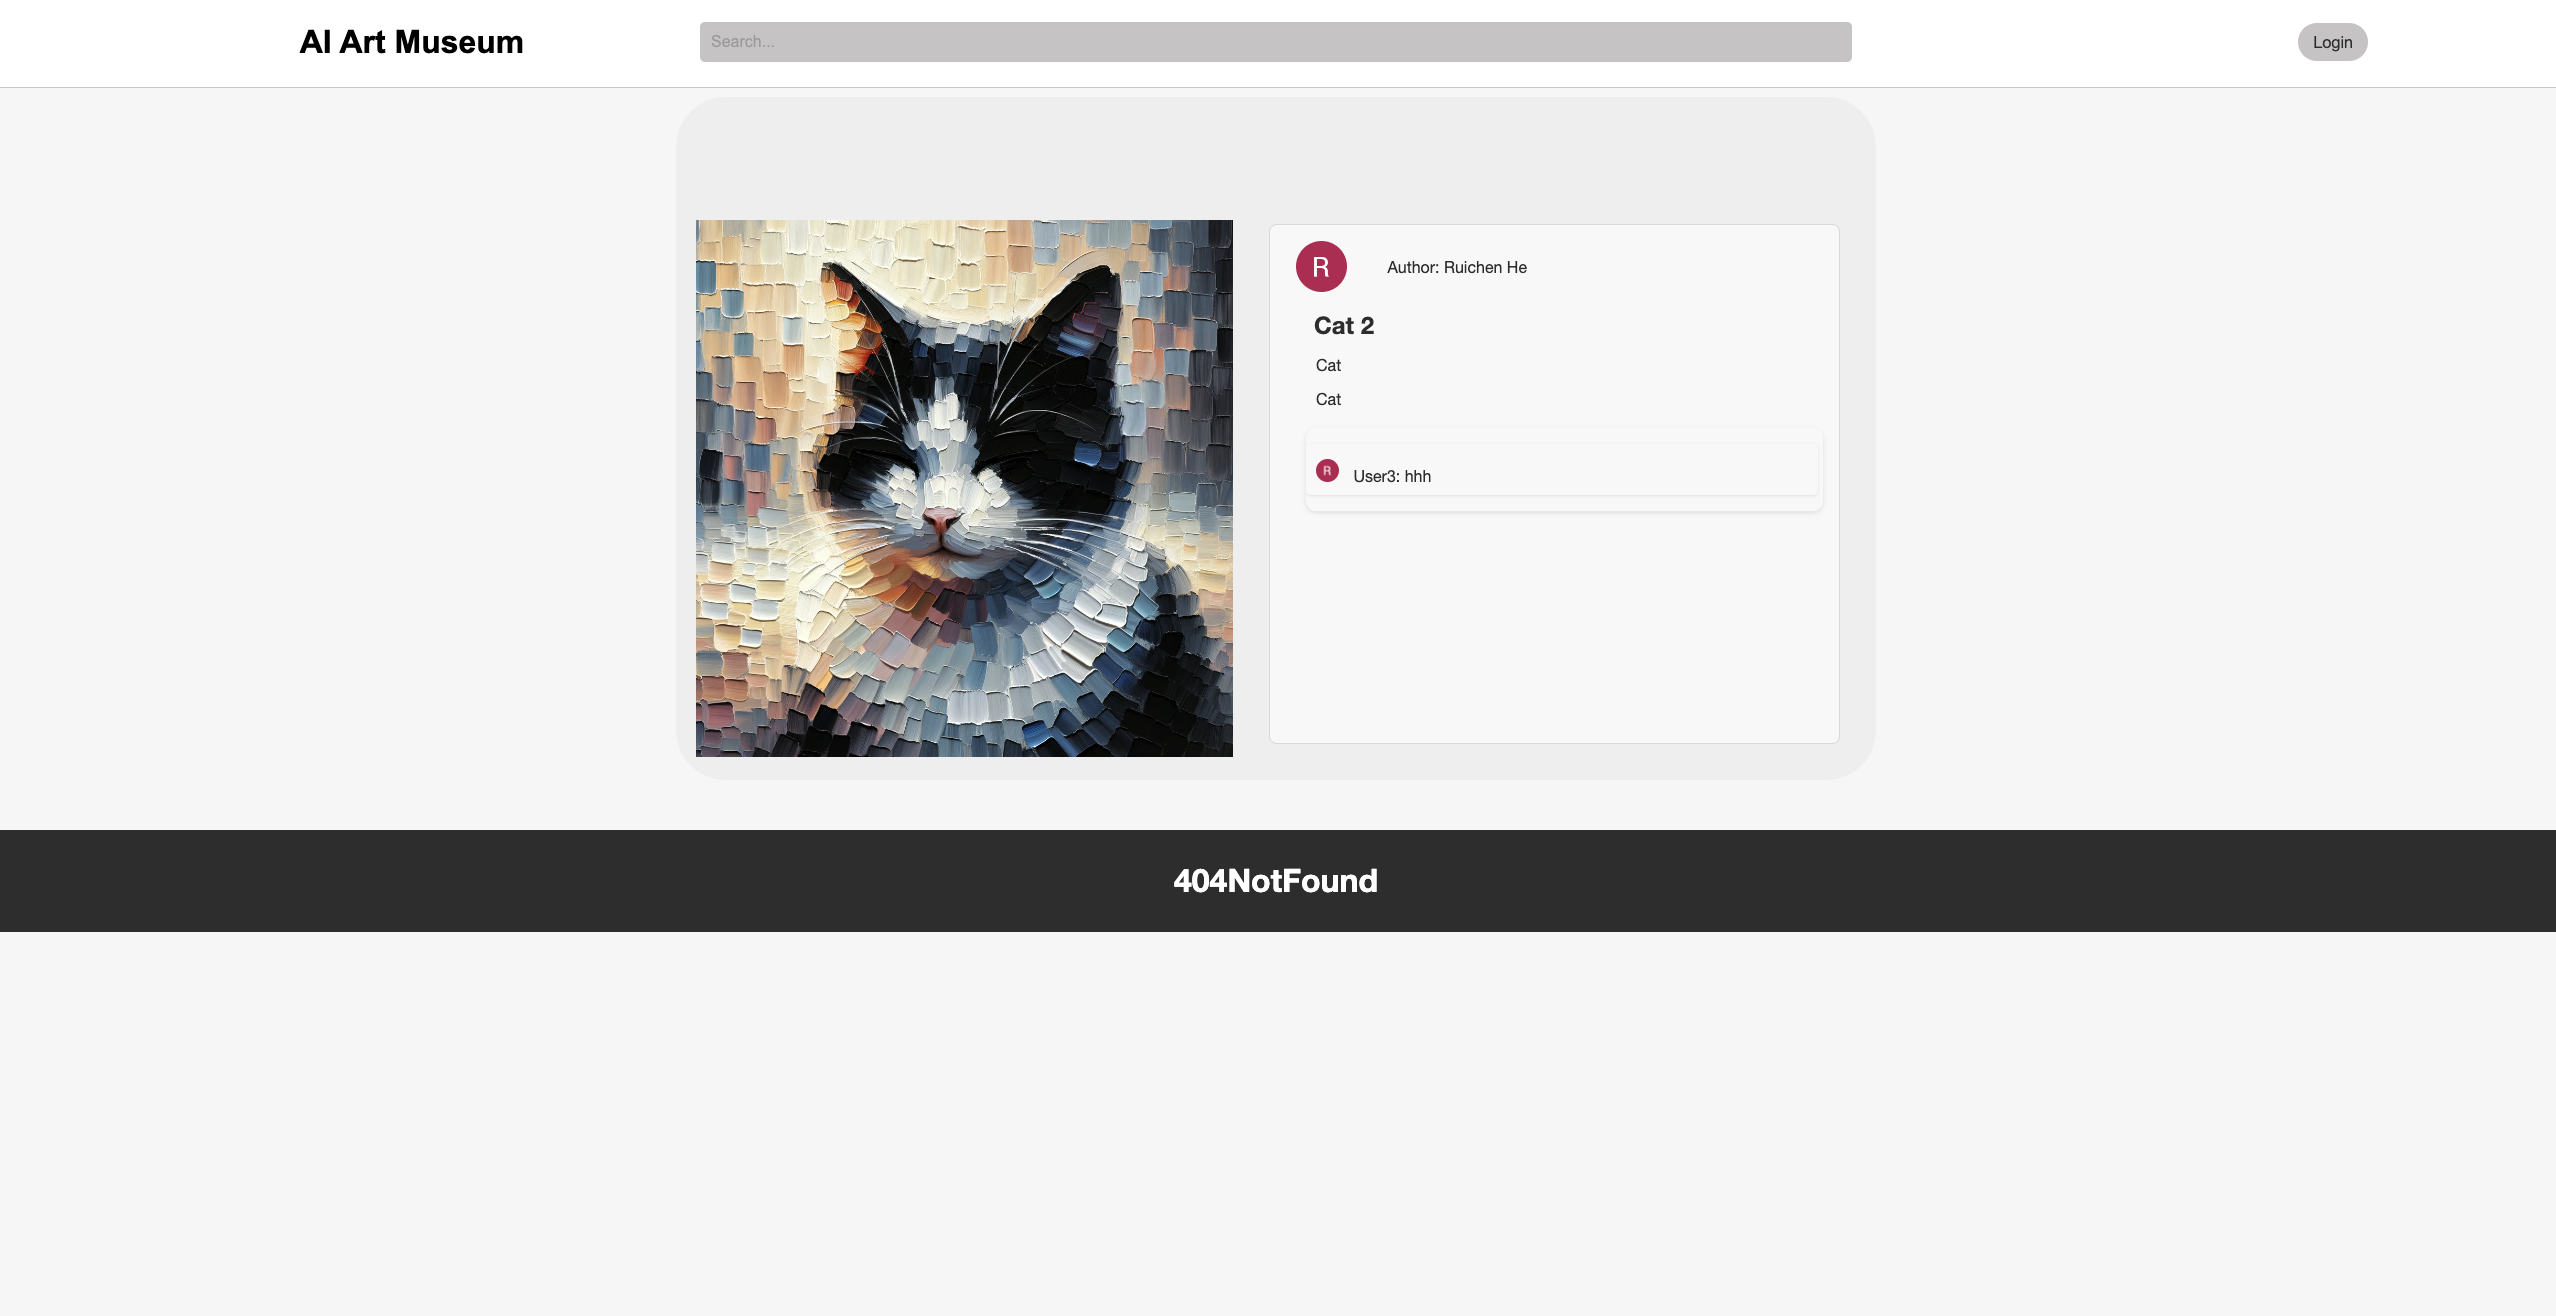 AI Art Museum
Search...
Login
R
Author: Ruichen He
Cat 2
Cat
Cat
R
User3: hhh
404NotFound